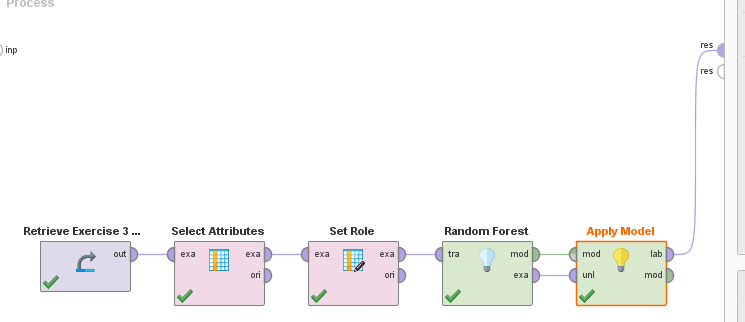 Process
inp
res
res
Retrieve Exercise 3 ...
Select Attributes
Set Role
Random Forest
Apply Model
out
exa
exa
exa
exa
tra
mod
mod
lab
ori
ori
exa
unl
mod